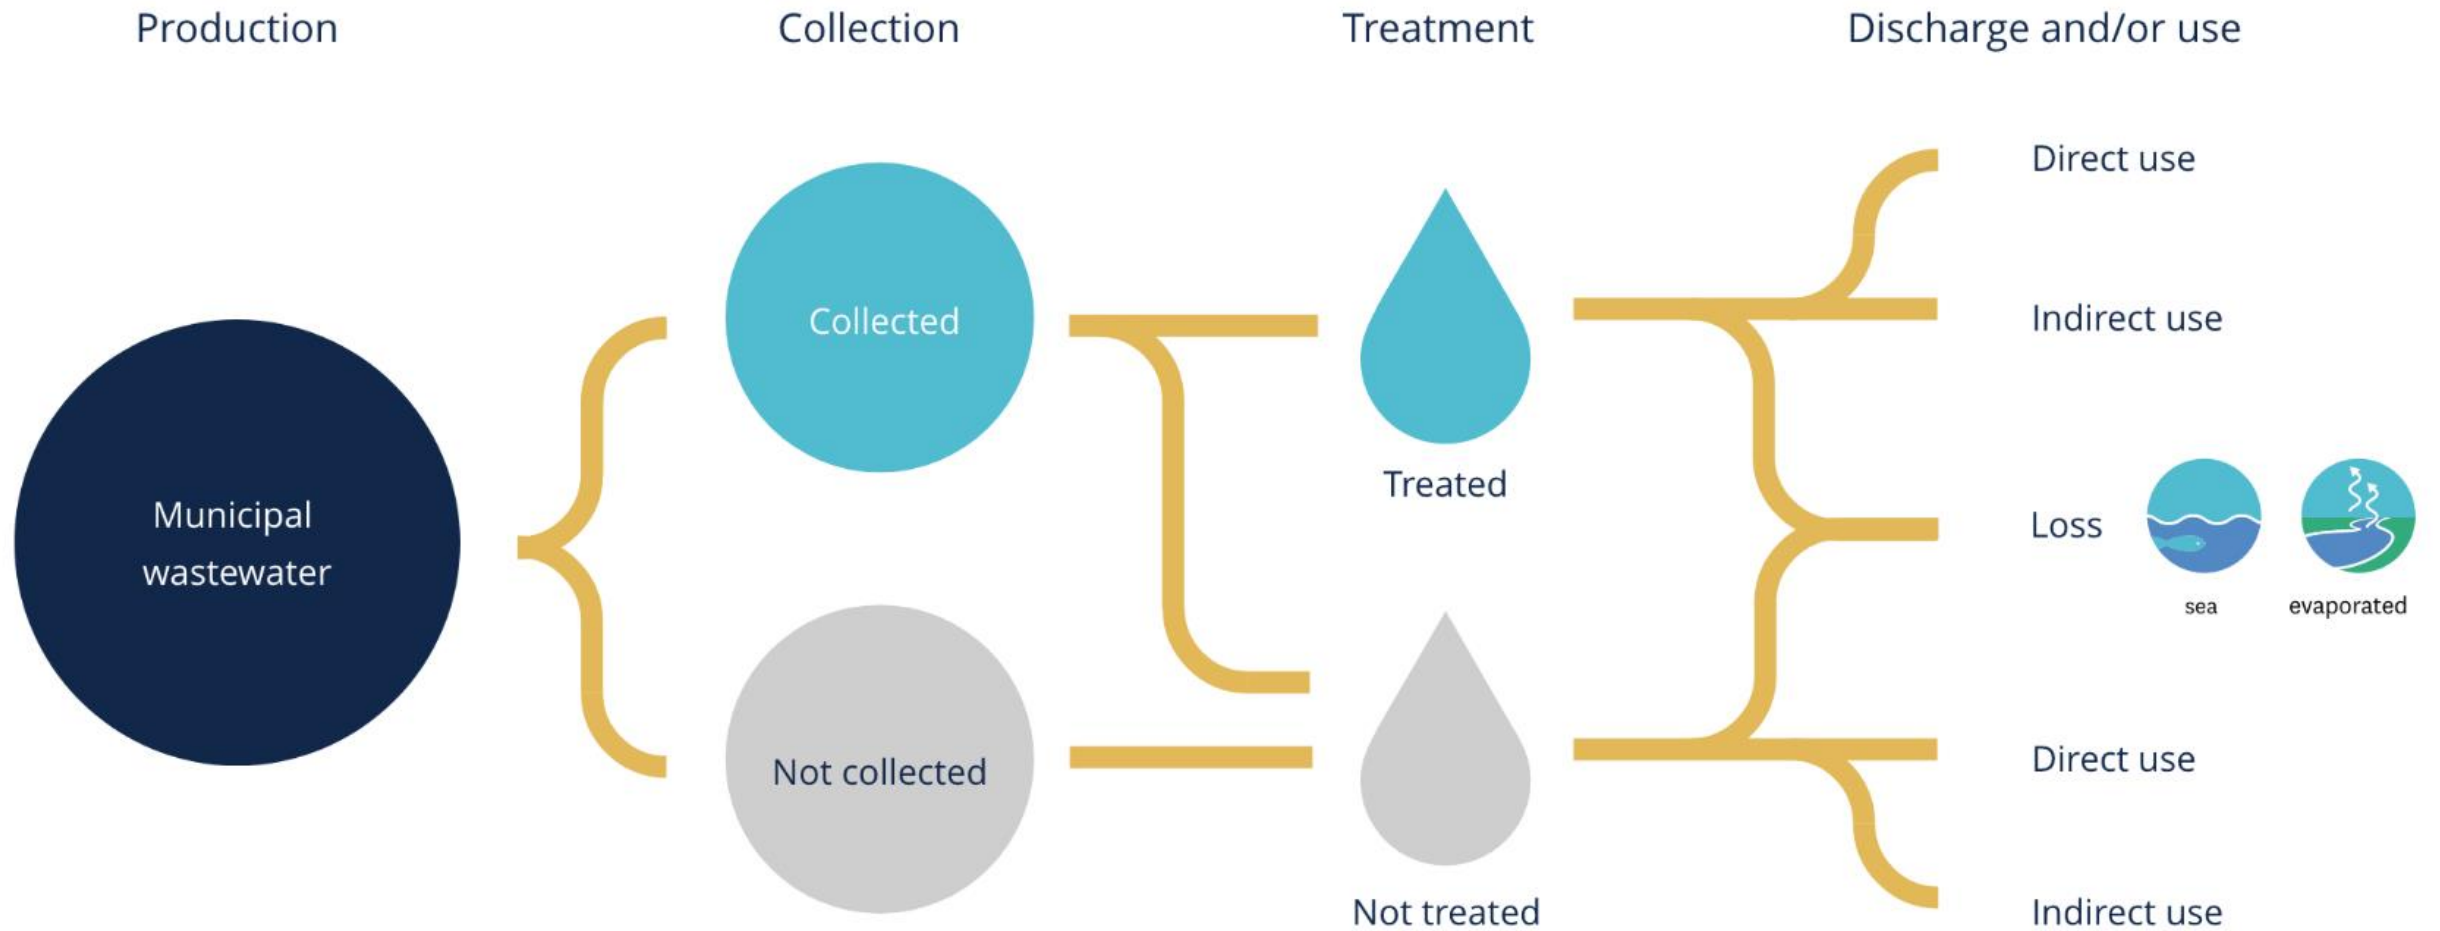 Production
Collection
Treatment
Discharge and/or use
Municipal
wastewater
Collected
Not collected
Treated
Not treated
Direct use
Indirect use
Loss
sea
evaporated
Direct use
Indirect use